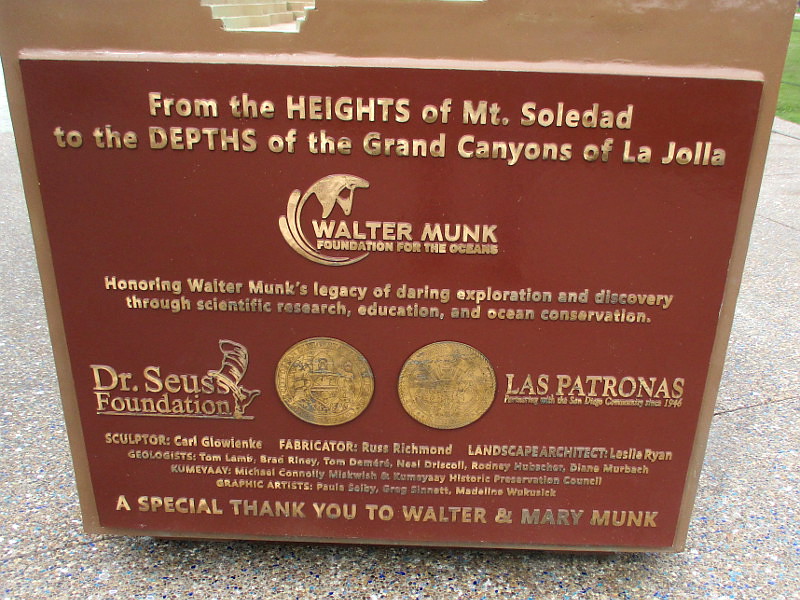 From the HEIGHTS of Mt. Soledad
to the DEPTHS of the Grand Canyons of La Jolla
WALTER MUNK
FOUNDATION FOR THE OCEANS
Honoring Walter Munk's legacy of daring exploration and discovery
through scientific research, education, and ocean conservation.
Dr. Seuss
Foundation
LAS PATRONAS
Partnering with the San Diego Community since 1946
SCULPTOR: Carl Glowienke FABRICATOR: Russ Richmond LANDSCAPE ARCHITECT: Leslie Ryan
GEOLOGISTS: Tom Lamb, Brad Riney, Tom Deméré, Neal Driscoll, Rodney Hubscher, Diane Murbach
KUMEYAAY: Michael Connolly Miskwish & Kumeyaay Historic Preservation Council
GRAPHIC ARTISTS: Paula Selby, Greg Sinnett, Madeline Wukusick
A SPECIAL THANK YOU TO WALTER & MARY MUNK